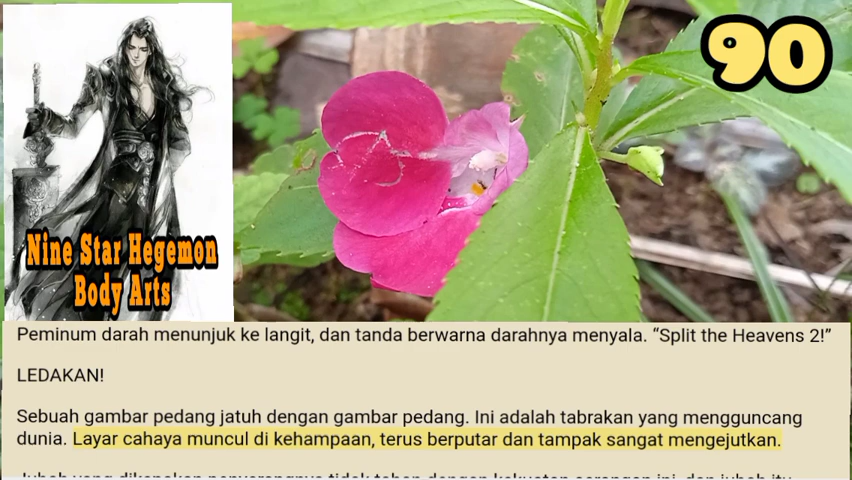 90
Nine Star Hegemon
Body Arts
Peminum darah menunjuk ke langit, dan tanda berwarna darahnya menyala. “Split the Heavens 2!”
LEDAKAN!
Sebuah gambar pedang jatuh dengan gambar pedang. Ini adalah tabrakan yang mengguncang
dunia. Layar cahaya muncul di kehampaan, terus berputar dan tampak sangat mengejutkan.